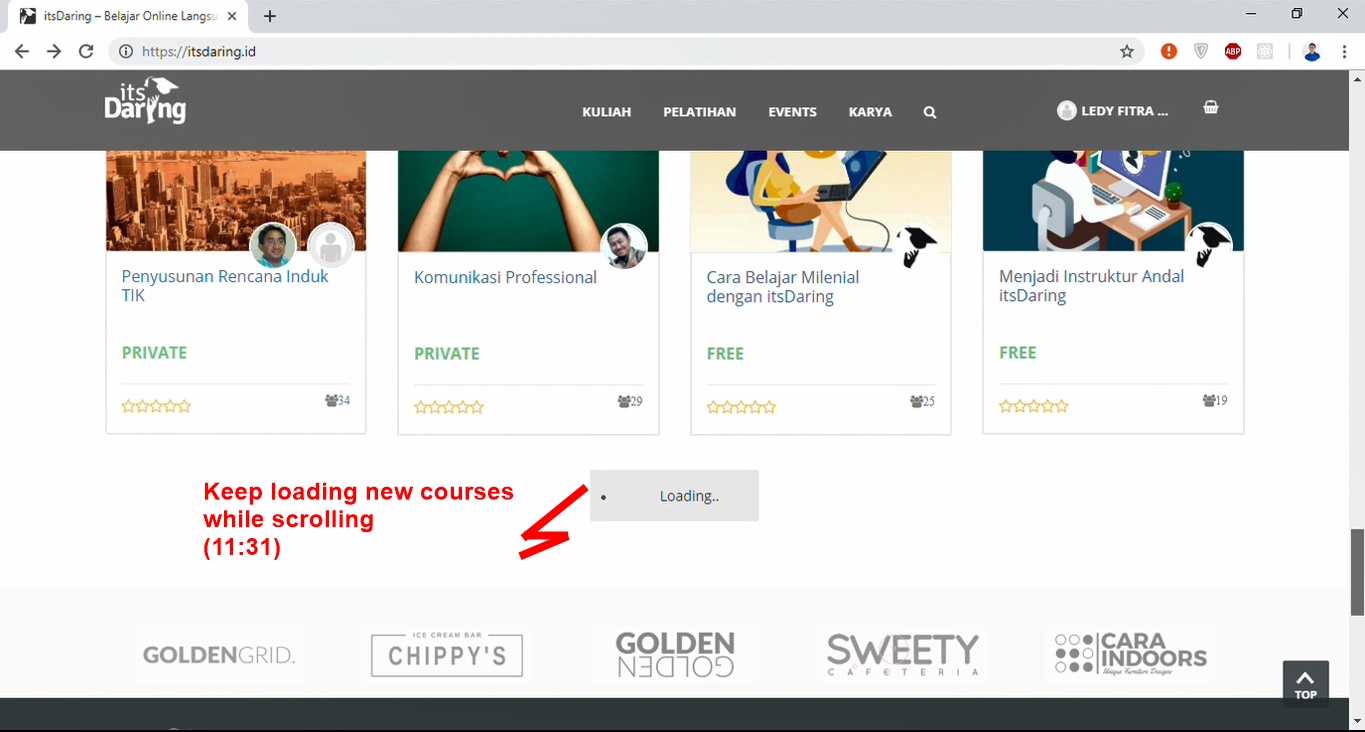 itsDaring – Belajar Online Langsu
https://itsdaring.id
ABP
its
Daring
KULIAH PELATIHAN EVENTS KARYA
LEDY FITRA ...
Penyusunan Rencana Induk
TIK
PRIVATE
34
Komunikasi Professional
PRIVATE
29
Cara Belajar Milenial
dengan itsDaring
FREE
25
Menjadi Instruktur Andal
itsDaring
FREE
19
Keep loading new courses
while scrolling
(11:31)
Loading..
GOLDENGRID.
ICE CREAM BAR
CHIPPY'S
GOLDEN
GOLDEN
SWEETY
CAFETERIA
CARA
INDOORS
Unique Furniture Designs
TOP